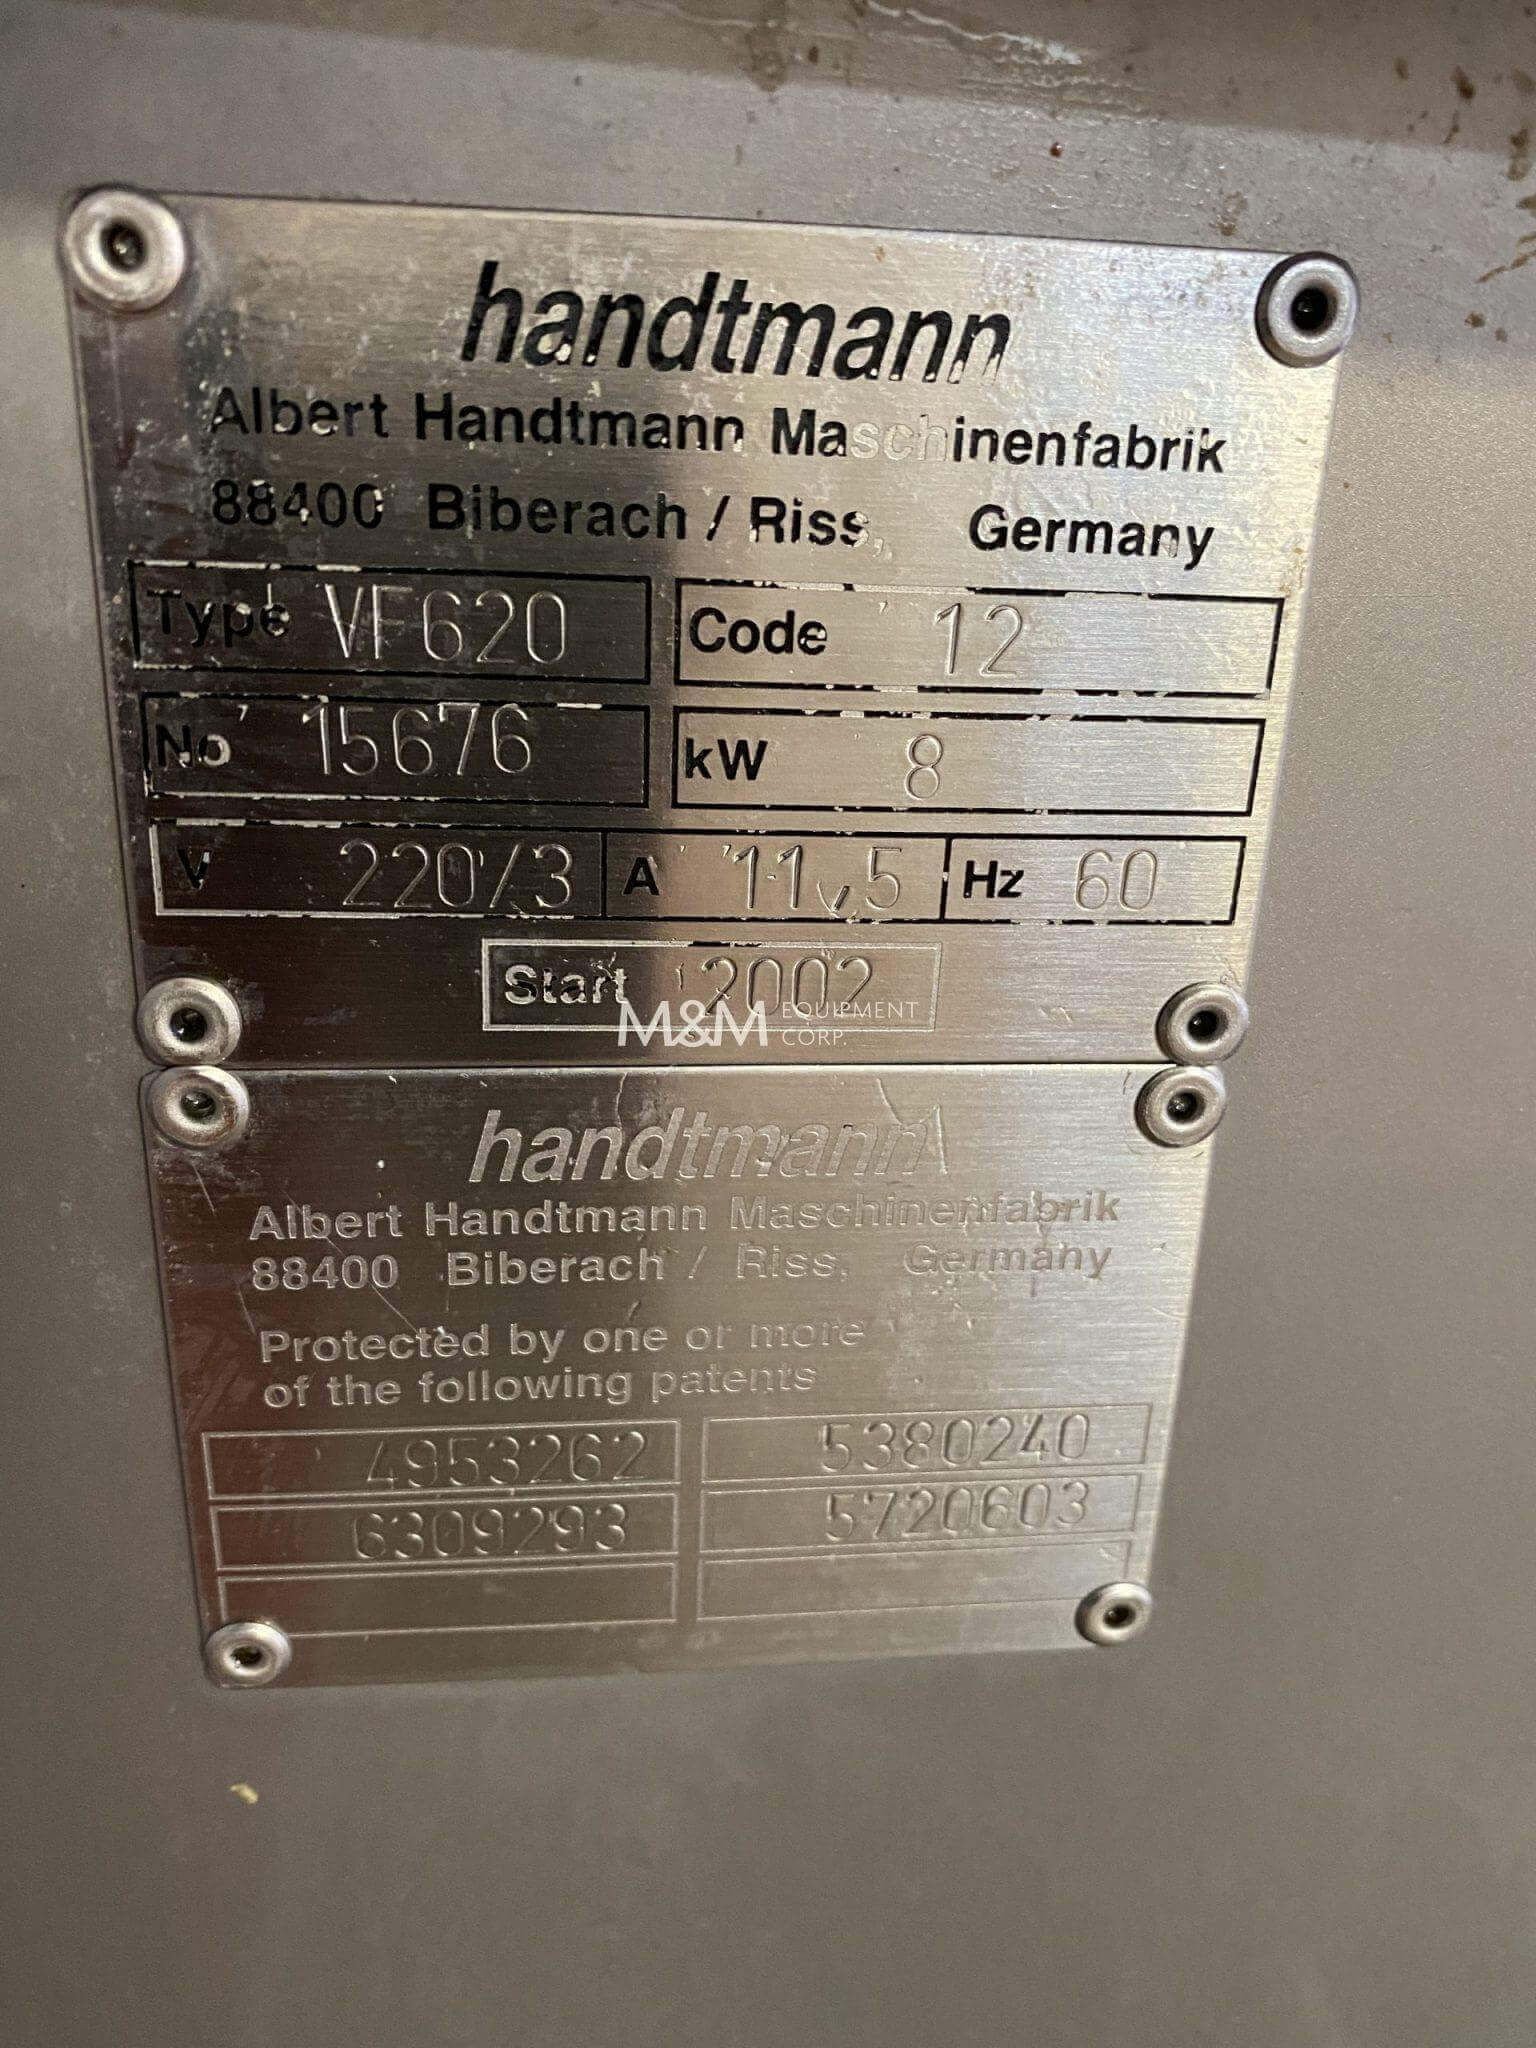 handtmann
Albert Handtmann Maschinenfabrik
88400 Biberach / Riss, Germany
Type VF620 Code 12
No 15676 kW 8
V 220/3 A 11,5 Hz 60
Start 2002
M&M EQUIPMENT CORP.
handtmann
Albert Handtmann Maschinenfabrik
88400 Biberach / Riss, Germany
Protected by one or more
of the following patents
4953262 5380240
6309293 5720603